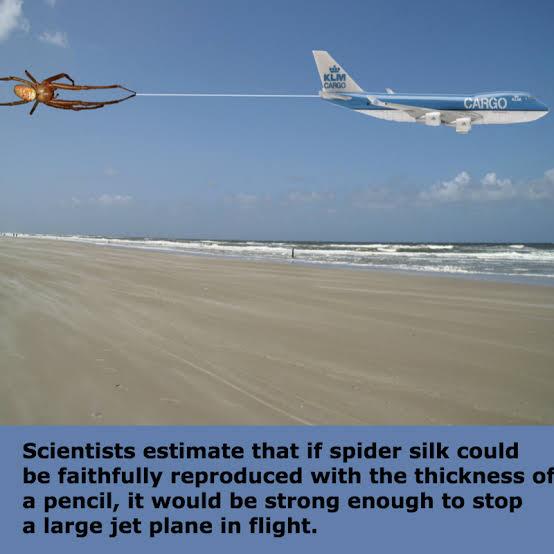 KLM
CARGO
CARGO
KLM
Scientists estimate that if spider silk could
be faithfully reproduced with the thickness of
a pencil, it would be strong enough to stop
a large jet plane in flight.